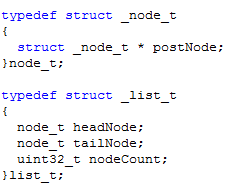 typedef struct _node_t
{
  struct _node_t * postNode;
}node_t;

typedef struct _list_t
{
  node_t headNode;
  node_t tailNode;
  uint32_t nodeCount;
}list_t;